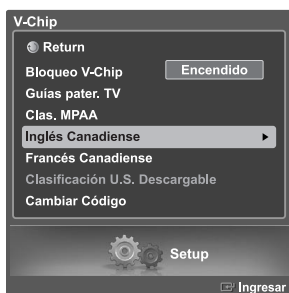 V-Chip
Return
Bloqueo V-Chip Encendido
Guías pater. TV
Clas. MPAA
Inglés Canadiense
Francés Canadiense
Clasificación U.S. Descargable
Cambiar Código
Setup
Ingresar